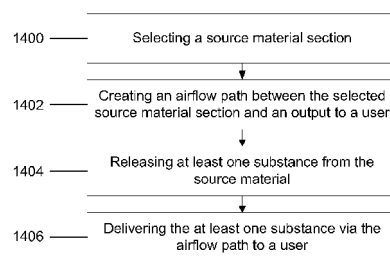 1400 Selecting a source material section
1402 Creating an airflow path between the selected
source material section and an output to a user
1404 Releasing at least one substance from the
source material
1406 Delivering the at least one substance via the
airflow path to a user